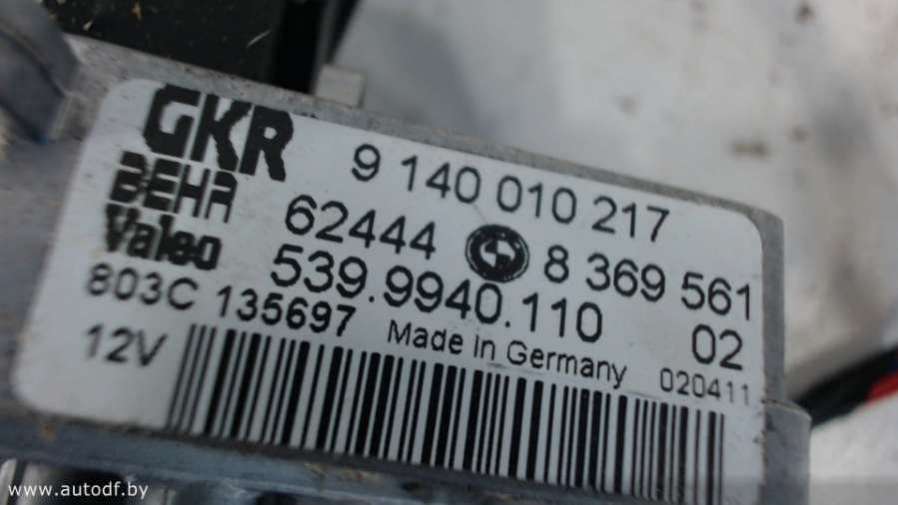 GKR 9 140 010 217
BEHR 62444 8 369 561
Valeo 539.9940.110 02
803C 135697 Made in Germany 020411
12V
www.autodf.by